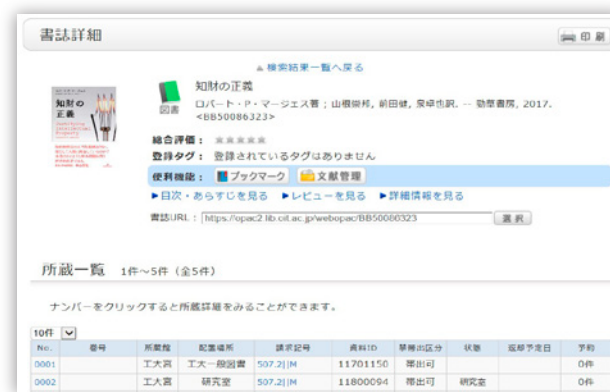 書誌詳細
印刷
▲検索結果一覧へ戻る
知財の正義
図書
ロバート・P・マージェス著 ; 山根崇邦, 前田健, 泉卓也訳. -- 勁草書房, 2017.
<BB50086323>
知財の
正義
総合評価：
登録タグ： 登録されているタグはありません
便利機能： ブックマーク 文献管理
▶目次・あらすじを見る ▶レビューを見る ▶詳細情報を見る
書誌URL： https://opac2.lib.oit.ac.jp/webopac/BB50086323 選択
所蔵一覧 1件～5件（全5件）
ナンバーをクリックすると所蔵詳細をみることができます。
10件
No. 巻号 所蔵館 配置場所 請求記号 資料ID 禁帯出区分 状態 返却予定日 予約
0001 工大宮 工大一般図書 507.2||M 11701150 帯出可 0件
0002 工大宮 研究室 507.2||M 11800094 帯出可 研究室 0件